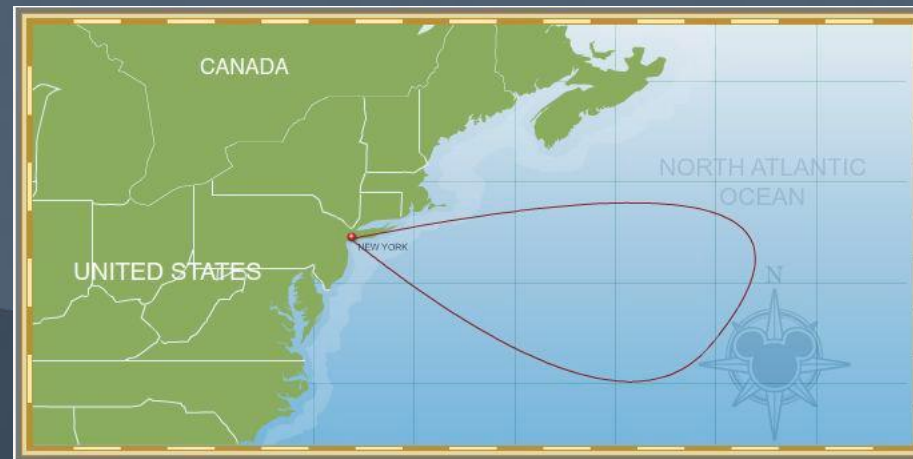 CANADA
NORTH ATLANTIC
OCEAN
NEW YORK
UNITED STATES
N